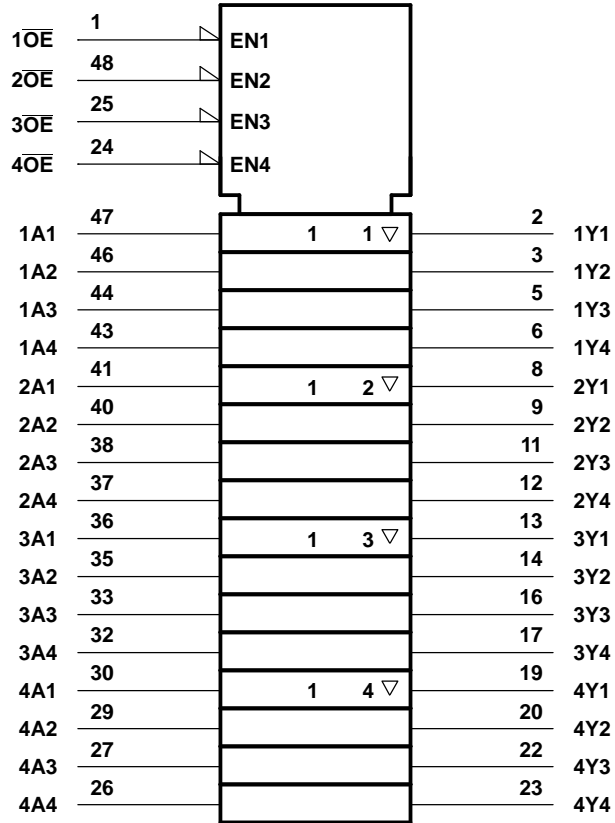 1O̅E̅ 1 EN1
2O̅E̅ 48 EN2
3O̅E̅ 25 EN3
4O̅E̅ 24 EN4
1A1 47 1 1 ▽ 2 1Y1
1A2 46 3 1Y2
1A3 44 5 1Y3
1A4 43 6 1Y4
2A1 41 1 2 ▽ 8 2Y1
2A2 40 9 2Y2
2A3 38 11 2Y3
2A4 37 12 2Y4
3A1 36 1 3 ▽ 13 3Y1
3A2 35 14 3Y2
3A3 33 16 3Y3
3A4 32 17 3Y4
4A1 30 1 4 ▽ 19 4Y1
4A2 29 20 4Y2
4A3 27 22 4Y3
4A4 26 23 4Y4